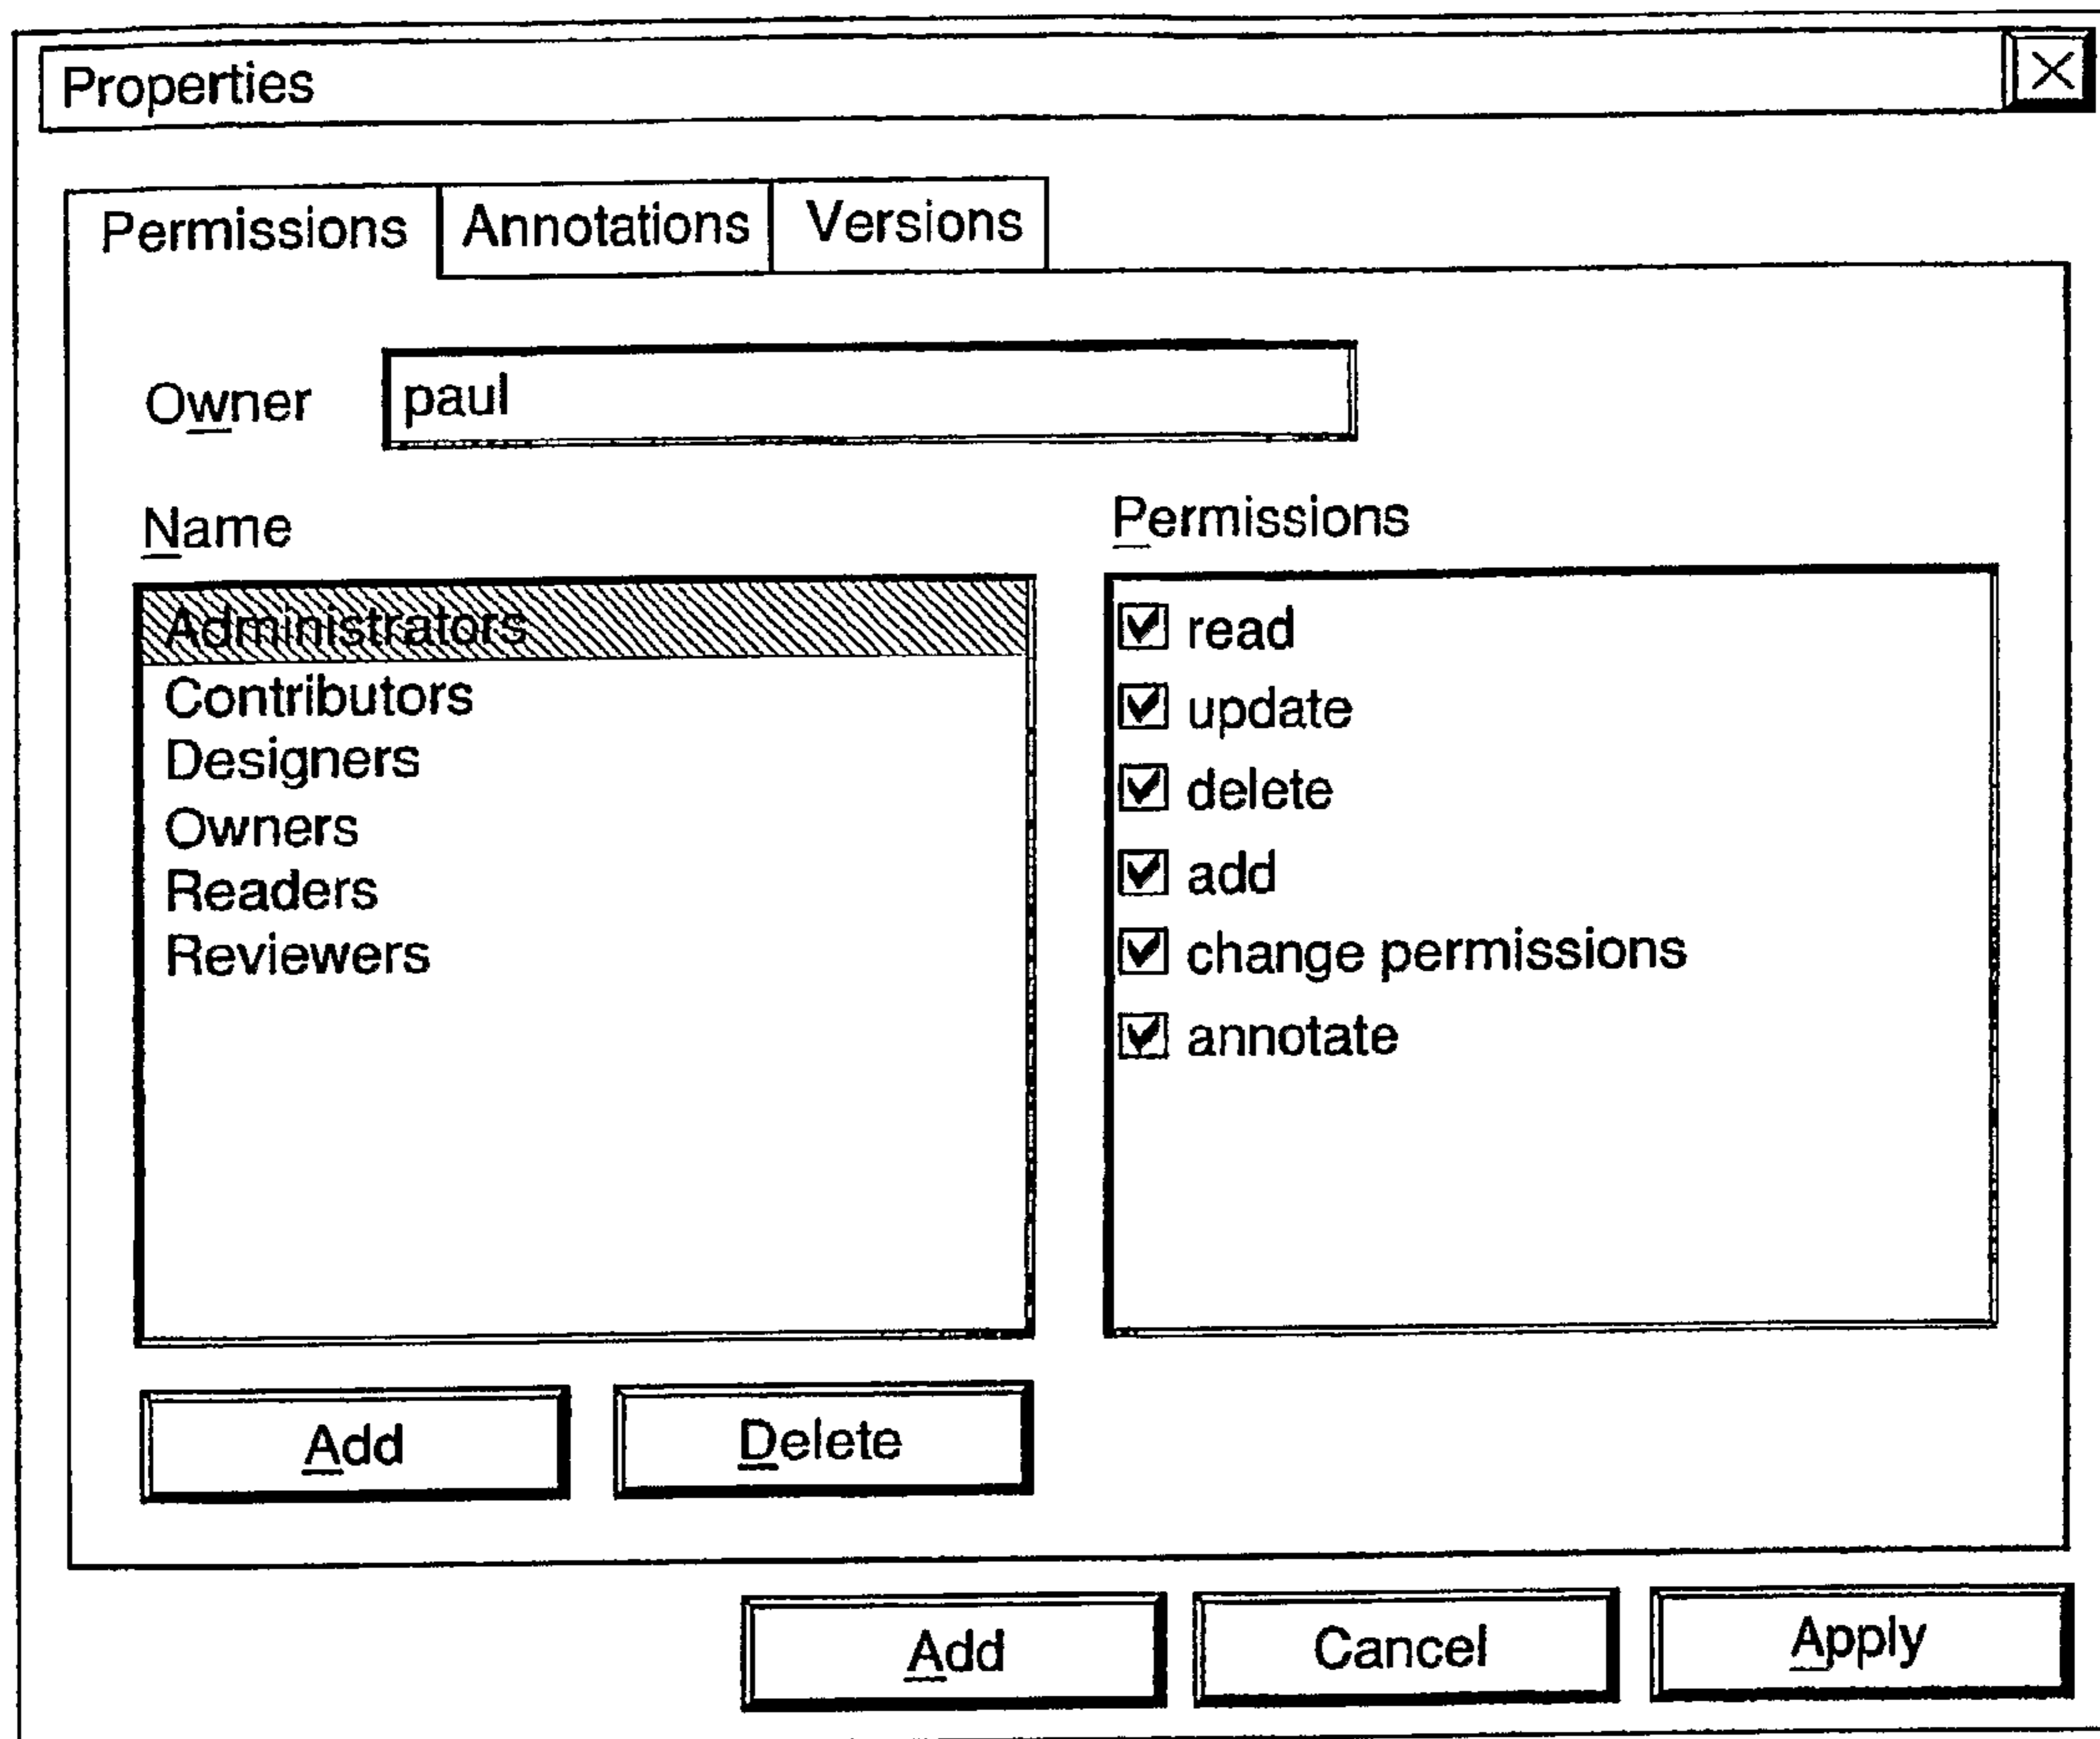 Properties
Permissions Annotations Versions
Owner paul
Name Permissions
Administrators
Contributors
Designers
Owners
Readers
Reviewers
read
update
delete
add
change permissions
annotate
Add Delete
Add Cancel Apply